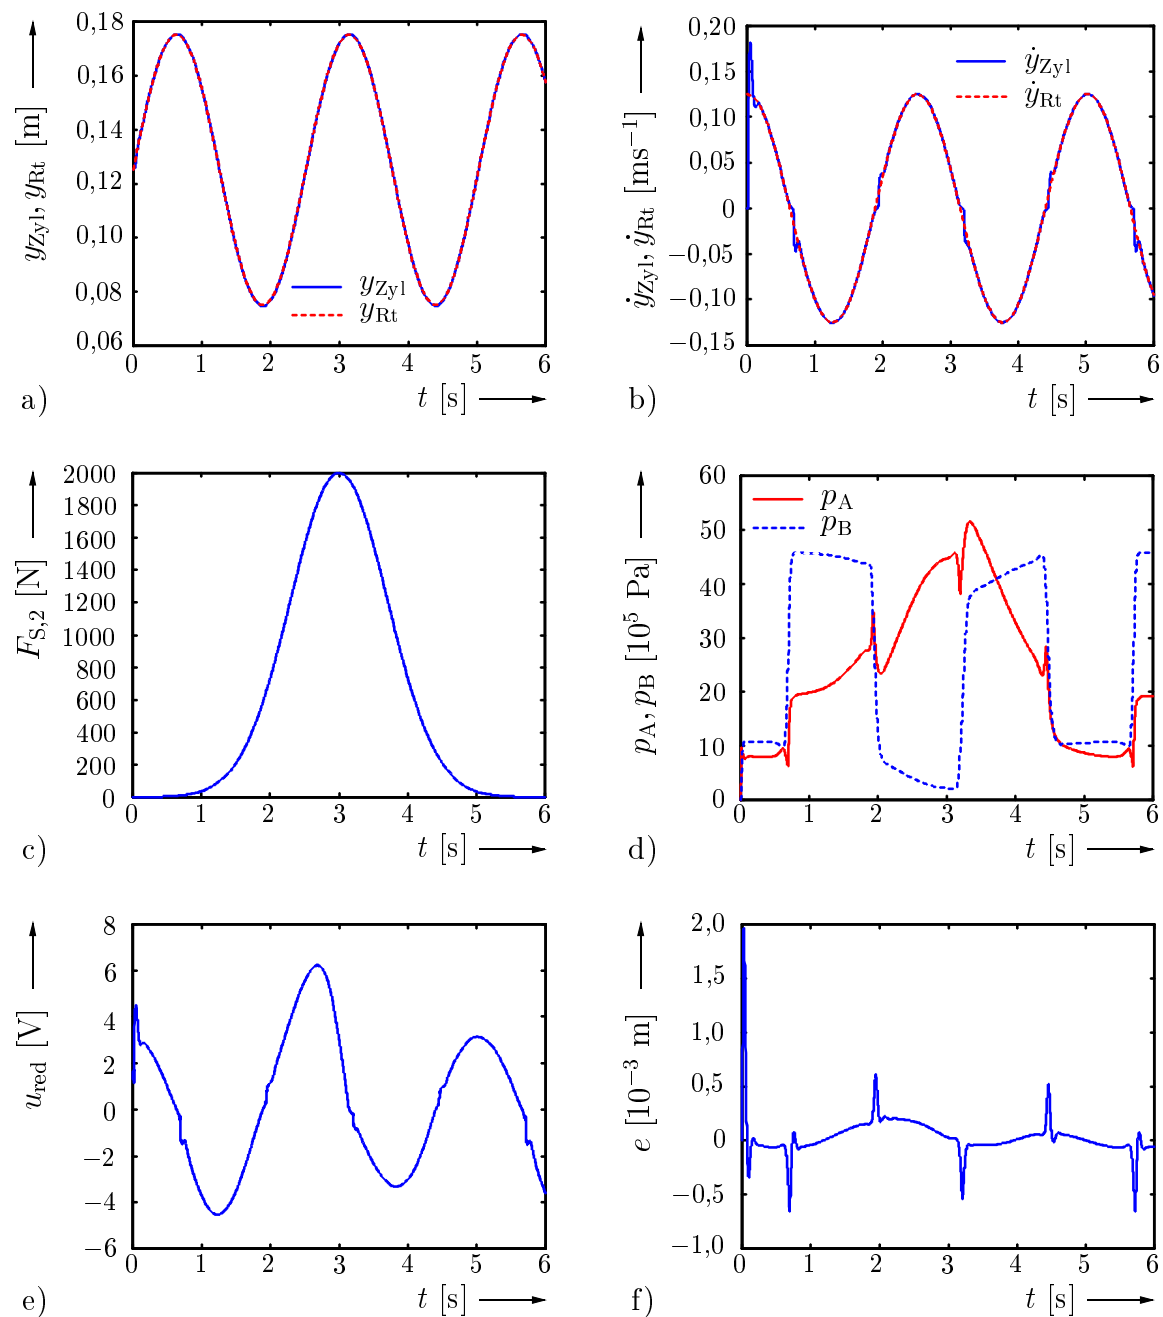 y_Zyl, y_Rt [m]
0,18
0,16
0,14
0,12
0,10
0,08
0,06
y_Zyl
y_Rt
0 1 2 3 4 5 6
a)
t [s]
ẏ_Zyl, ẏ_Rt [ms⁻¹]
0,20
0,15
0,10
0,05
0
−0,05
−0,10
−0,15
ẏ_Zyl
ẏ_Rt
0 1 2 3 4 5 6
b)
t [s]
F_S,2 [N]
2000
1800
1600
1400
1200
1000
800
600
400
200
0
0 1 2 3 4 5 6
c)
t [s]
p_A, p_B [10⁵ Pa]
60
50
40
30
20
10
0
p_A
p_B
0 1 2 3 4 5 6
d)
t [s]
u_red [V]
8
6
4
2
0
−2
−4
−6
0 1 2 3 4 5 6
e)
t [s]
e [10⁻³ m]
2,0
1,5
1,0
0,5
0
−0,5
−1,0
0 1 2 3 4 5 6
f)
t [s]